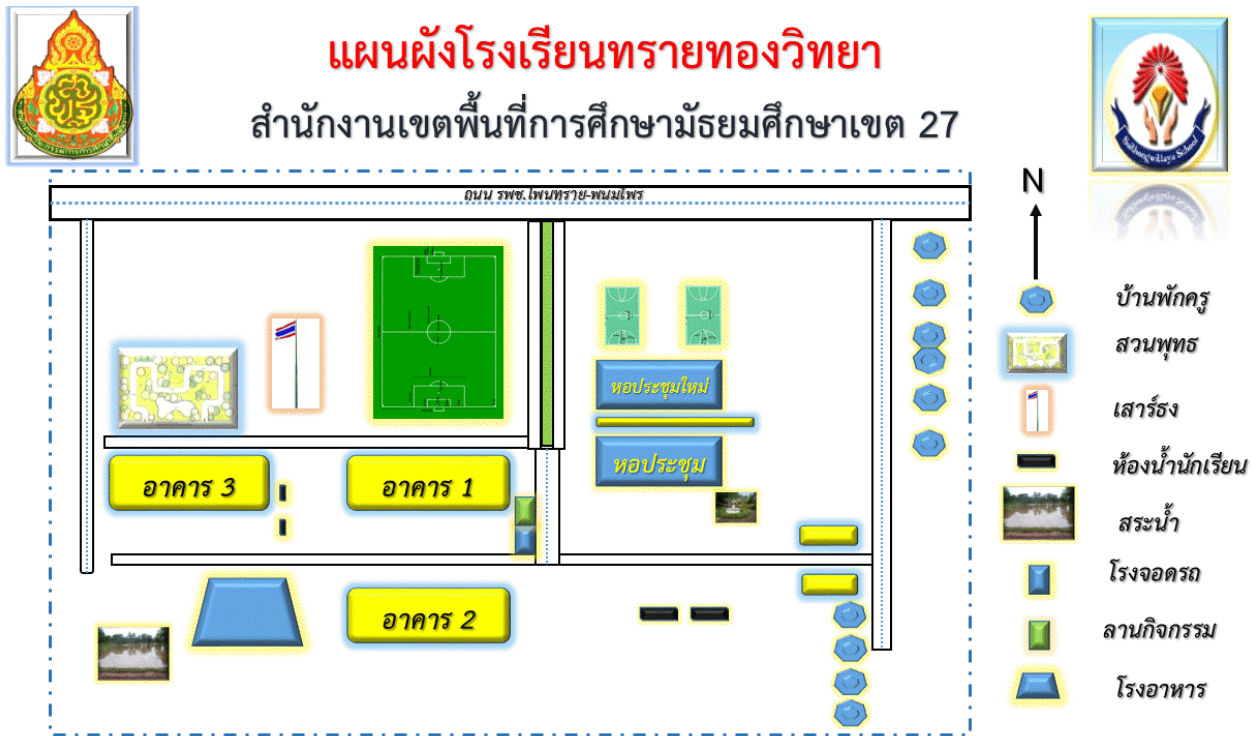 แผนผังโรงเรียนทรายทองวิทยา
สำนักงานเขตพื้นที่การศึกษามัธยมศึกษาเขต 27
Saithongwittaya School
ถนน รพช.โพนทราย-พนมไพร
N
บ้านพักครู
สวนพุทธ
เสาร์ธง
ห้องน้ำนักเรียน
สระน้ำ
โรงจอดรถ
ลานกิจกรรม
โรงอาหาร
หอประชุมใหม่
หอประชุม
อาคาร 3
อาคาร 1
อาคาร 2